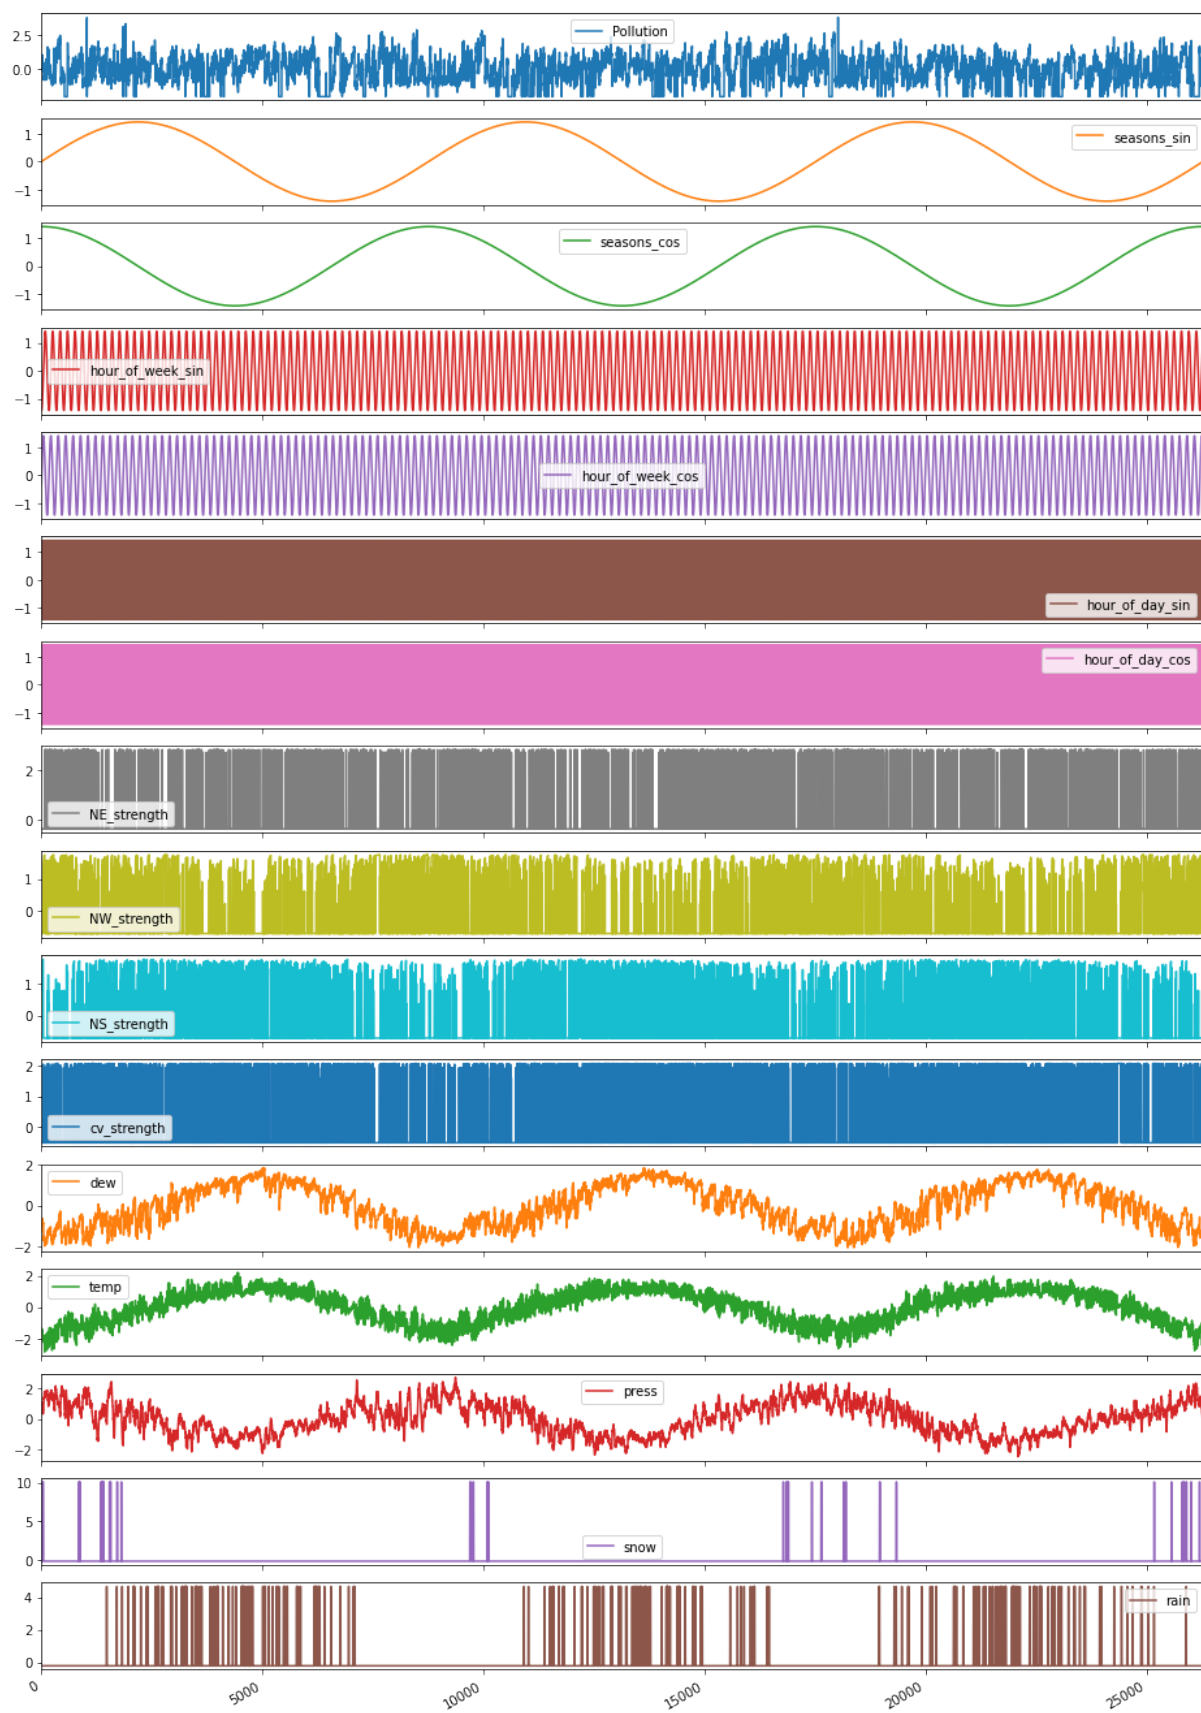 Pollution
2.5
0.0
seasons_sin
1
0
−1
seasons_cos
1
0
−1
hour_of_week_sin
1
0
−1
hour_of_week_cos
1
0
−1
hour_of_day_sin
1
0
−1
hour_of_day_cos
1
0
−1
NE_strength
2
0
NW_strength
1
0
NS_strength
1
0
cv_strength
2
1
0
dew
2
0
−2
temp
2
0
−2
press
2
0
−2
snow
10
5
0
rain
4
2
0
0 5000 10000 15000 20000 25000